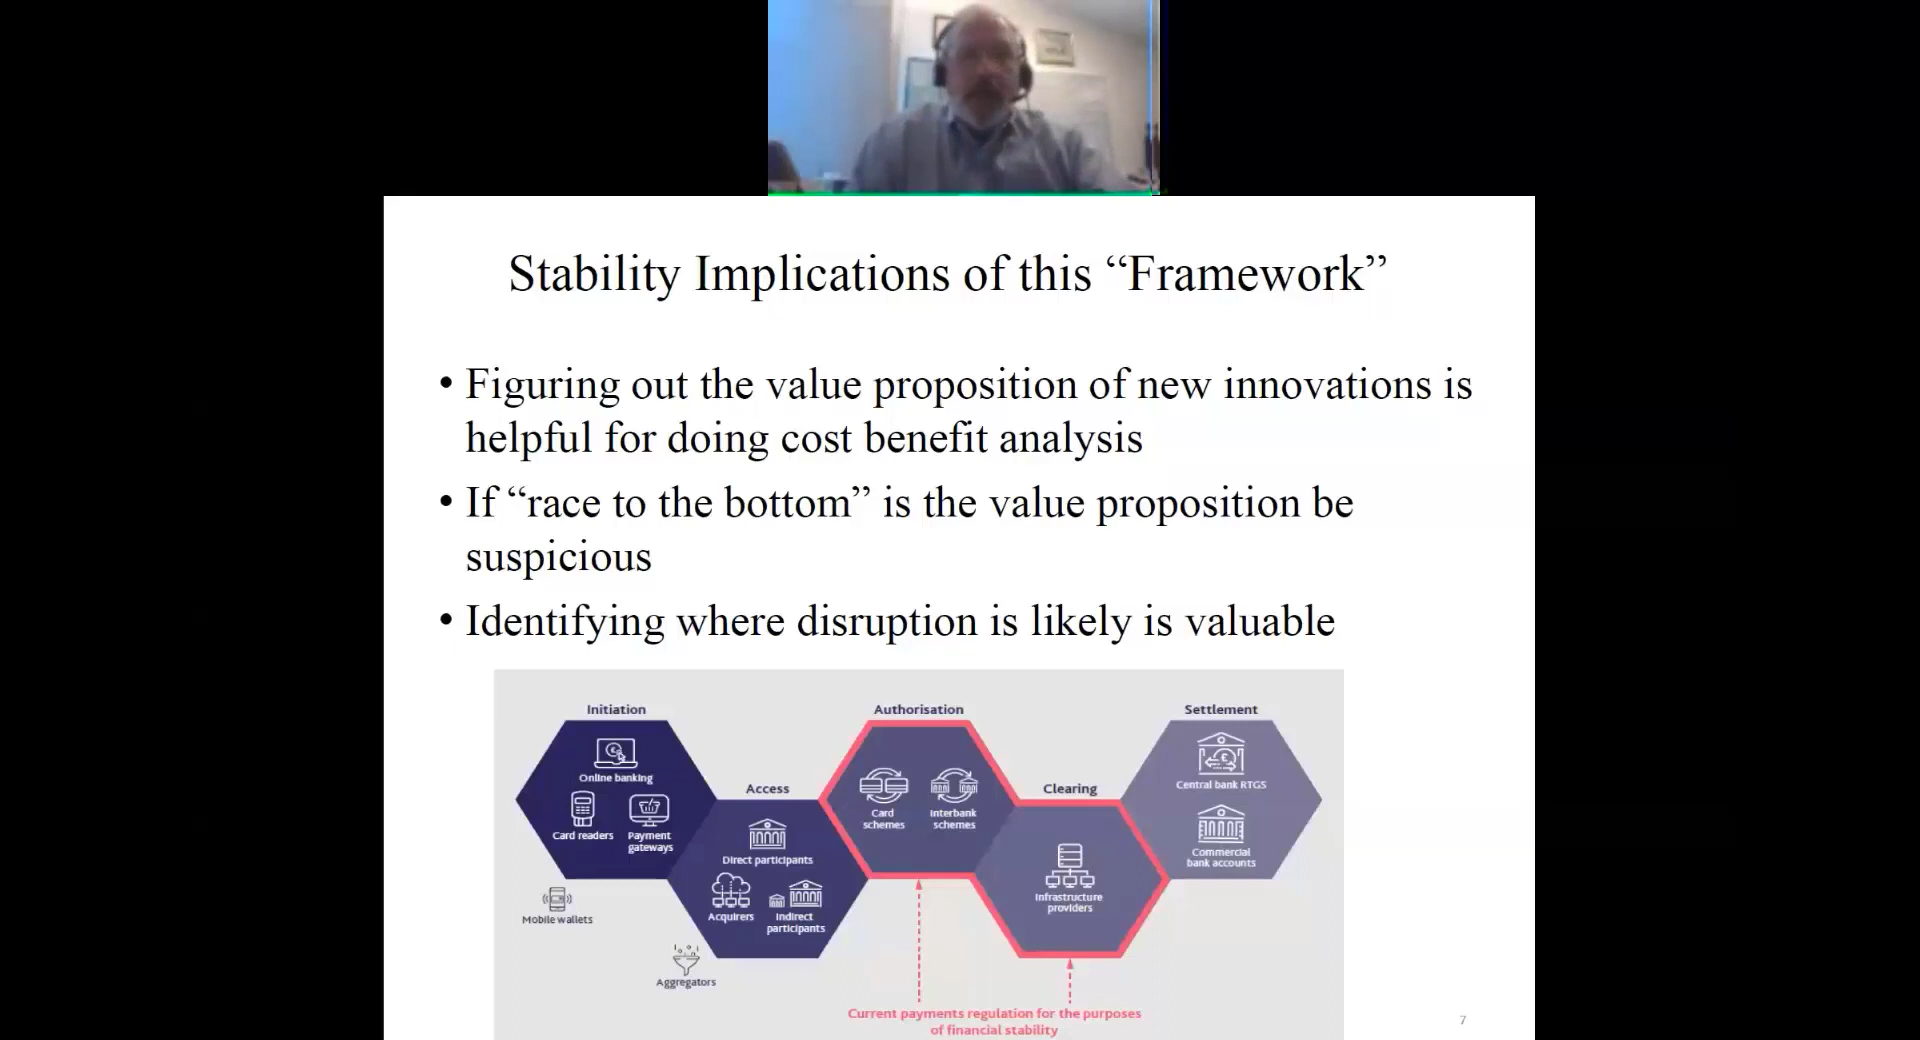 Stability Implications of this “Framework”
• Figuring out the value proposition of new innovations is
helpful for doing cost benefit analysis
• If “race to the bottom” is the value proposition be
suspicious
• Identifying where disruption is likely is valuable
Initiation
Online banking
Card readers
Payment
gateways
Mobile wallets
Access
Direct participants
Acquirers
Indirect
participants
Aggregators
Authorisation
Card
schemes
Interbank
schemes
Clearing
Infrastructure
providers
Settlement
Central bank RTGS
Commercial
bank accounts
Current payments regulation for the purposes
of financial stability
7